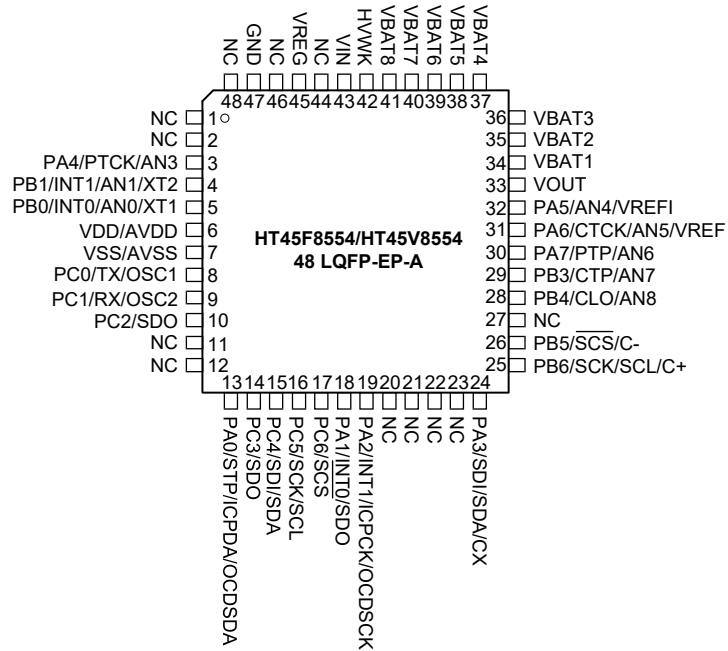 NC
GND
NC
VREG
NC
VIN
HVWK
VBAT8
VBAT7
VBAT6
VBAT5
VBAT4
48 47 46 45 44 43 42 41 40 39 38 37
NC 1
NC 2
PA4/PTCK/AN3 3
PB1/INT1/AN1/XT2 4
PB0/INT0/AN0/XT1 5
VDD/AVDD 6
VSS/AVSS 7
PC0/TX/OSC1 8
PC1/RX/OSC2 9
PC2/SDO 10
NC 11
NC 12
HT45F8554/HT45V8554
48 LQFP-EP-A
36 VBAT3
35 VBAT2
34 VBAT1
33 VOUT
32 PA5/AN4/VREFI
31 PA6/CTCK/AN5/VREF
30 PA7/PTP/AN6
29 PB3/CTP/AN7
28 PB4/CLO/AN8
27 NC
26 PB5/S̅C̅S̅/C-
25 PB6/SCK/SCL/C+
13 14 15 16 17 18 19 20 21 22 23 24
PA0/STP/ICPDA/OCDSDA
PC3/SDO
PC4/SDI/SDA
PC5/SCK/SCL
PC6/S̅C̅S̅
PA1/INT0/SDO
PA2/INT1/ICPCK/OCDSCK
NC
NC
NC
NC
PA3/SDI/SDA/CX